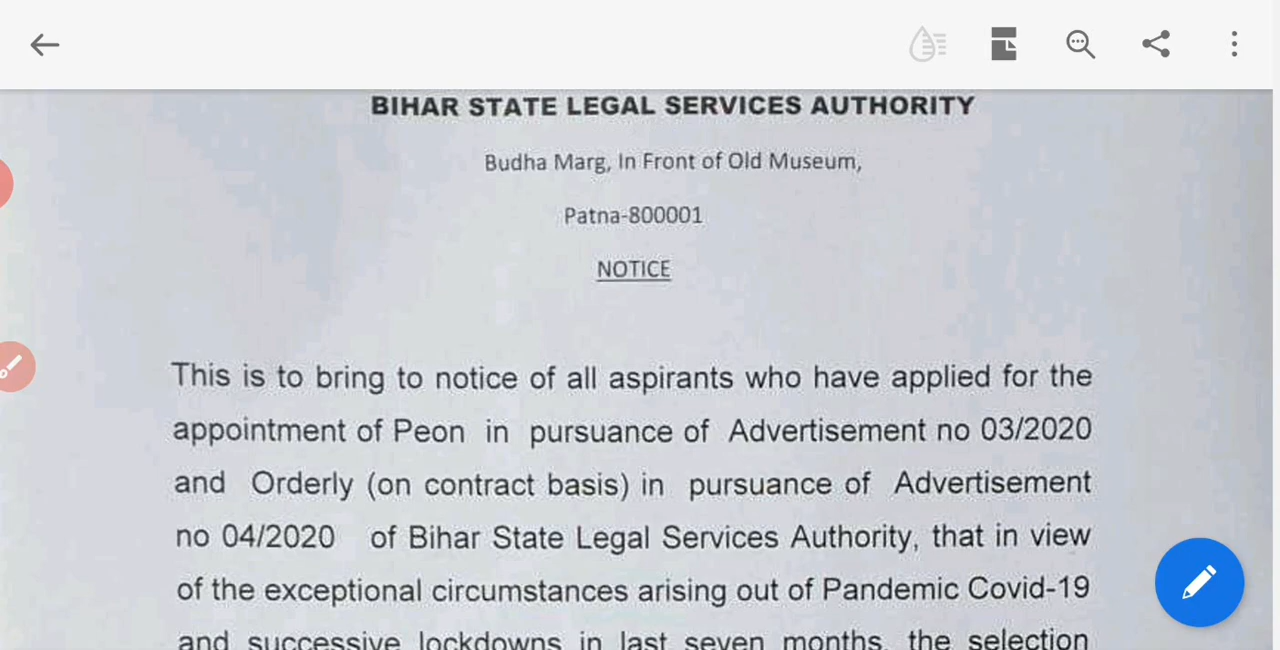 BIHAR STATE LEGAL SERVICES AUTHORITY
Budha Marg, In Front of Old Museum,
Patna-800001
NOTICE
This is to bring to notice of all aspirants who have applied for the
appointment of Peon in pursuance of Advertisement no 03/2020
and Orderly (on contract basis) in pursuance of Advertisement
no 04/2020 of Bihar State Legal Services Authority, that in view
of the exceptional circumstances arising out of Pandemic Covid-19
and successive lockdowns in last seven months, the selection